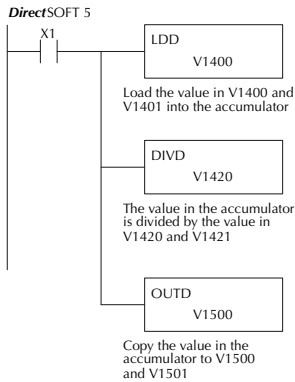 DirectSOFT 5
X1
LDD
V1400
Load the value in V1400 and
V1401 into the accumulator
DIVD
V1420
The value in the accumulator
is divided by the value in
V1420 and V1421
OUTD
V1500
Copy the value in the
accumulator to V1500
and V1501